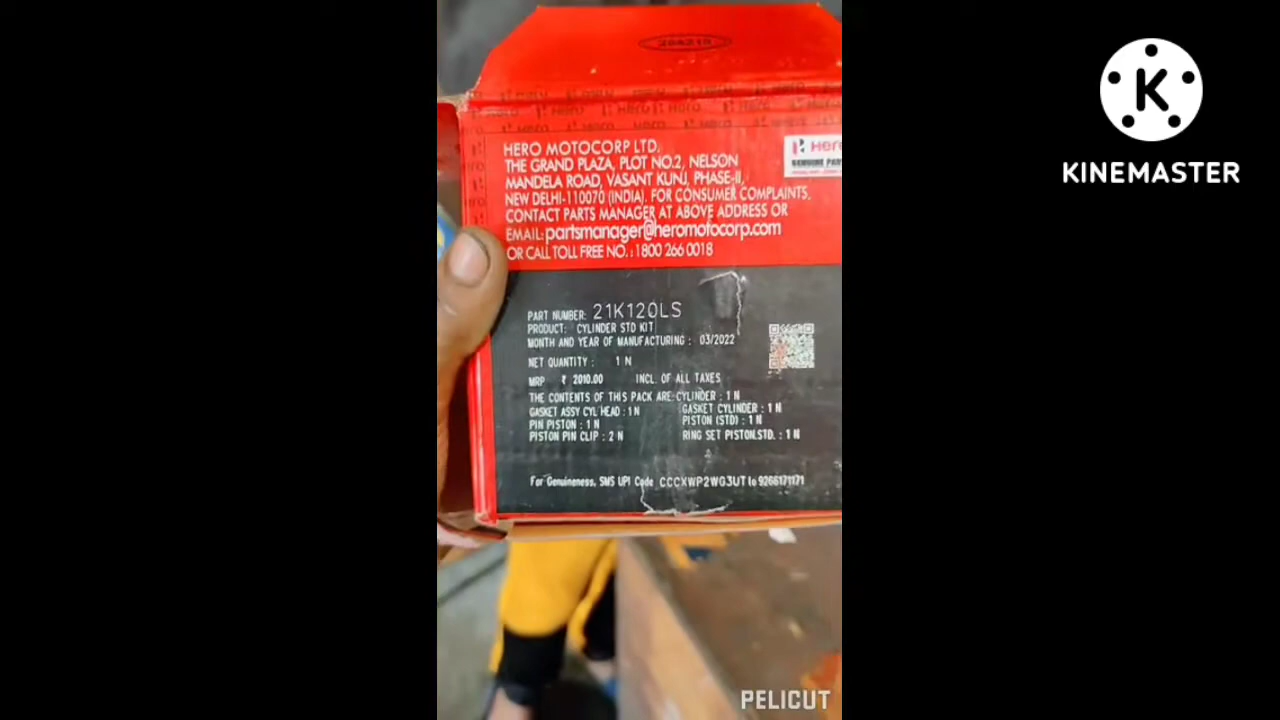 HERO MOTOCORP LTD.
THE GRAND PLAZA, PLOT NO.2, NELSON
MANDELA ROAD, VASANT KUNJ, PHASE-II,
NEW DELHI-110070 (INDIA). FOR CONSUMER COMPLAINTS,
CONTACT PARTS MANAGER AT ABOVE ADDRESS OR
EMAIL:partsmanager@heromotocorp.com
OR CALL TOLL FREE NO.:1800 266 0018
Hero
GENUINE
PART NUMBER: 21K120LS
PRODUCT: CYLINDER STD KIT
MONTH AND YEAR OF MANUFACTURING : 03/2022
NET QUANTITY : 1 N
MRP ₹ 2010.00 INCL. OF ALL TAXES
THE CONTENTS OF THIS PACK ARE:CYLINDER : 1 N
GASKET ASSY CYL HEAD : 1 N GASKET CYLINDER : 1 N
PIN PISTON : 1 N PISTON (STD) : 1 N
PISTON PIN CLIP : 2 N RING SET PISTON.STD. : 1 N
For Genuineness, SMS UPI Code CCCXWP2WG3UT to 9266171171
K
KINEMASTER
PELICUT